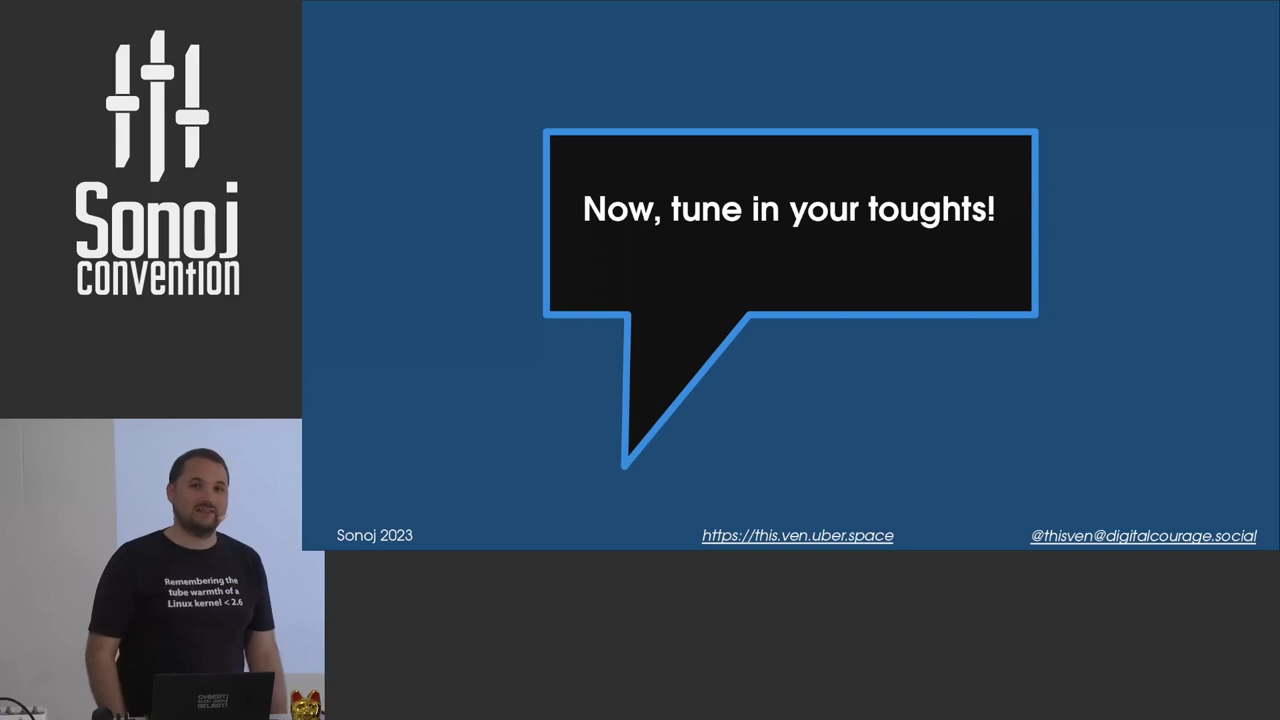 Sonoj
convention
Now, tune in your toughts!
Sonoj 2023
https://this.ven.uber.space
@thisven@digitalcourage.social
Remembering the
tube warmth of a
Linux kernel < 2.6